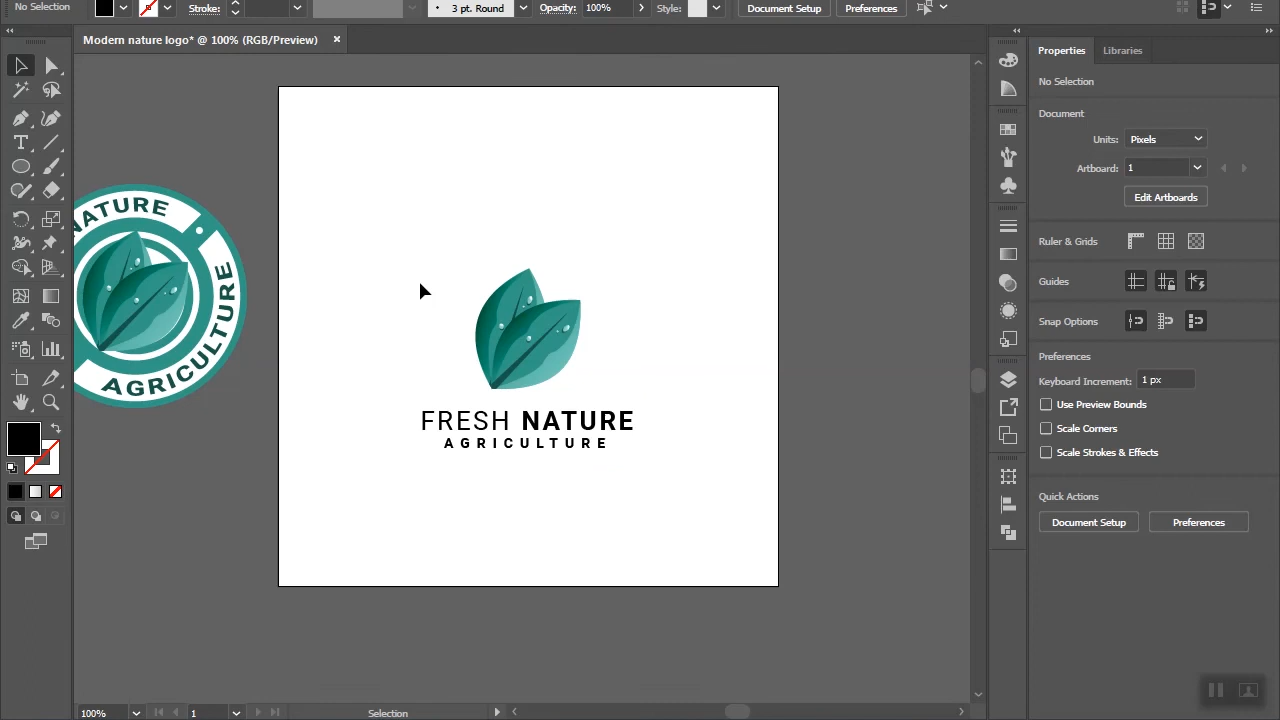 No Selection
Stroke:
3 pt. Round
Opacity:
100%
Style:
Document Setup
Preferences
Modern nature logo* @ 100% (RGB/Preview)
×
Properties
Libraries
No Selection
Document
Units:
Pixels
Artboard:
1
Edit Artboards
Ruler & Grids
Guides
Snap Options
Preferences
Keyboard Increment:
1 px
Use Preview Bounds
Scale Corners
Scale Strokes & Effects
Quick Actions
Document Setup
Preferences
NATURE
AGRICULTURE
AGRICULTURE
FRESH NATURE
AGRICULTURE
100%
1
Selection